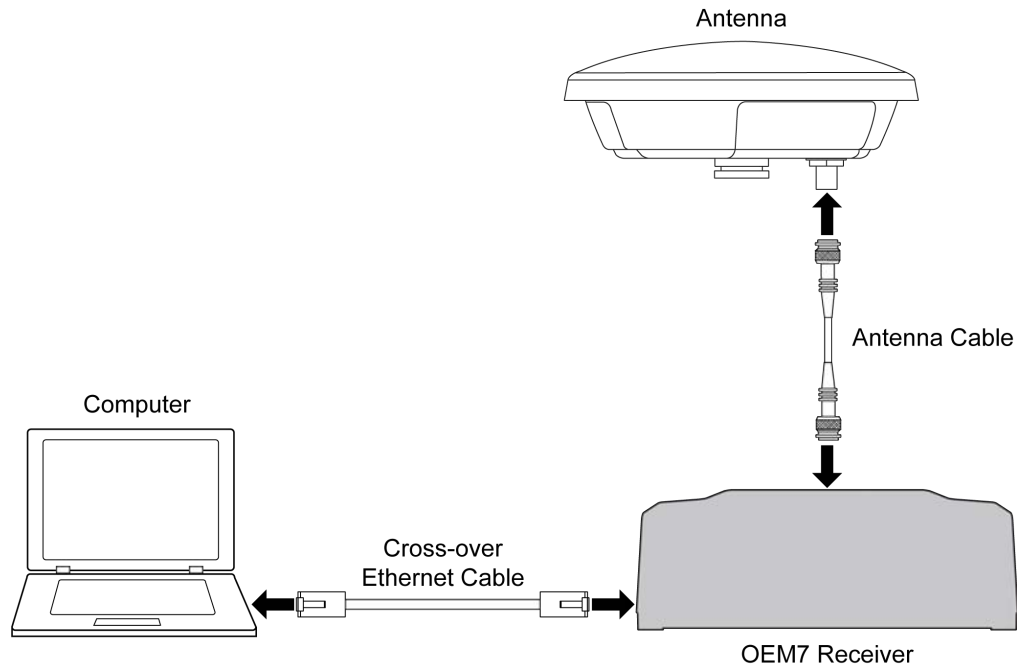 Antenna
Antenna Cable
Computer
Cross-over
Ethernet Cable
OEM7 Receiver